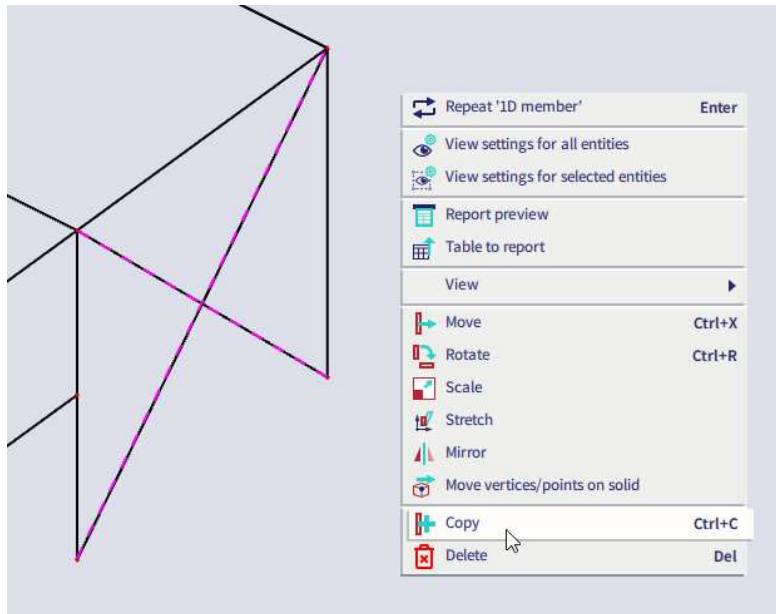 Repeat '1D member' Enter
View settings for all entities
View settings for selected entities
Report preview
Table to report
View
Move Ctrl+X
Rotate Ctrl+R
Scale
Stretch
Mirror
Move vertices/points on solid
Copy Ctrl+C
Delete Del